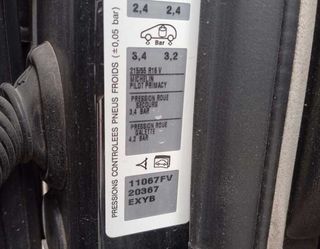 2,4 2,4
3,4 3,2
215/55 R16 V
MICHELIN
PILOT PRIMACY
PRESSION ROUE
SECOURS
3,4 BAR
PRESSION ROUE
GALETTE
4,2 BAR
11067FV
20367
EXYB
PRESSIONS CONTROLEES PNEUS FROIDS (±0,05 bar)